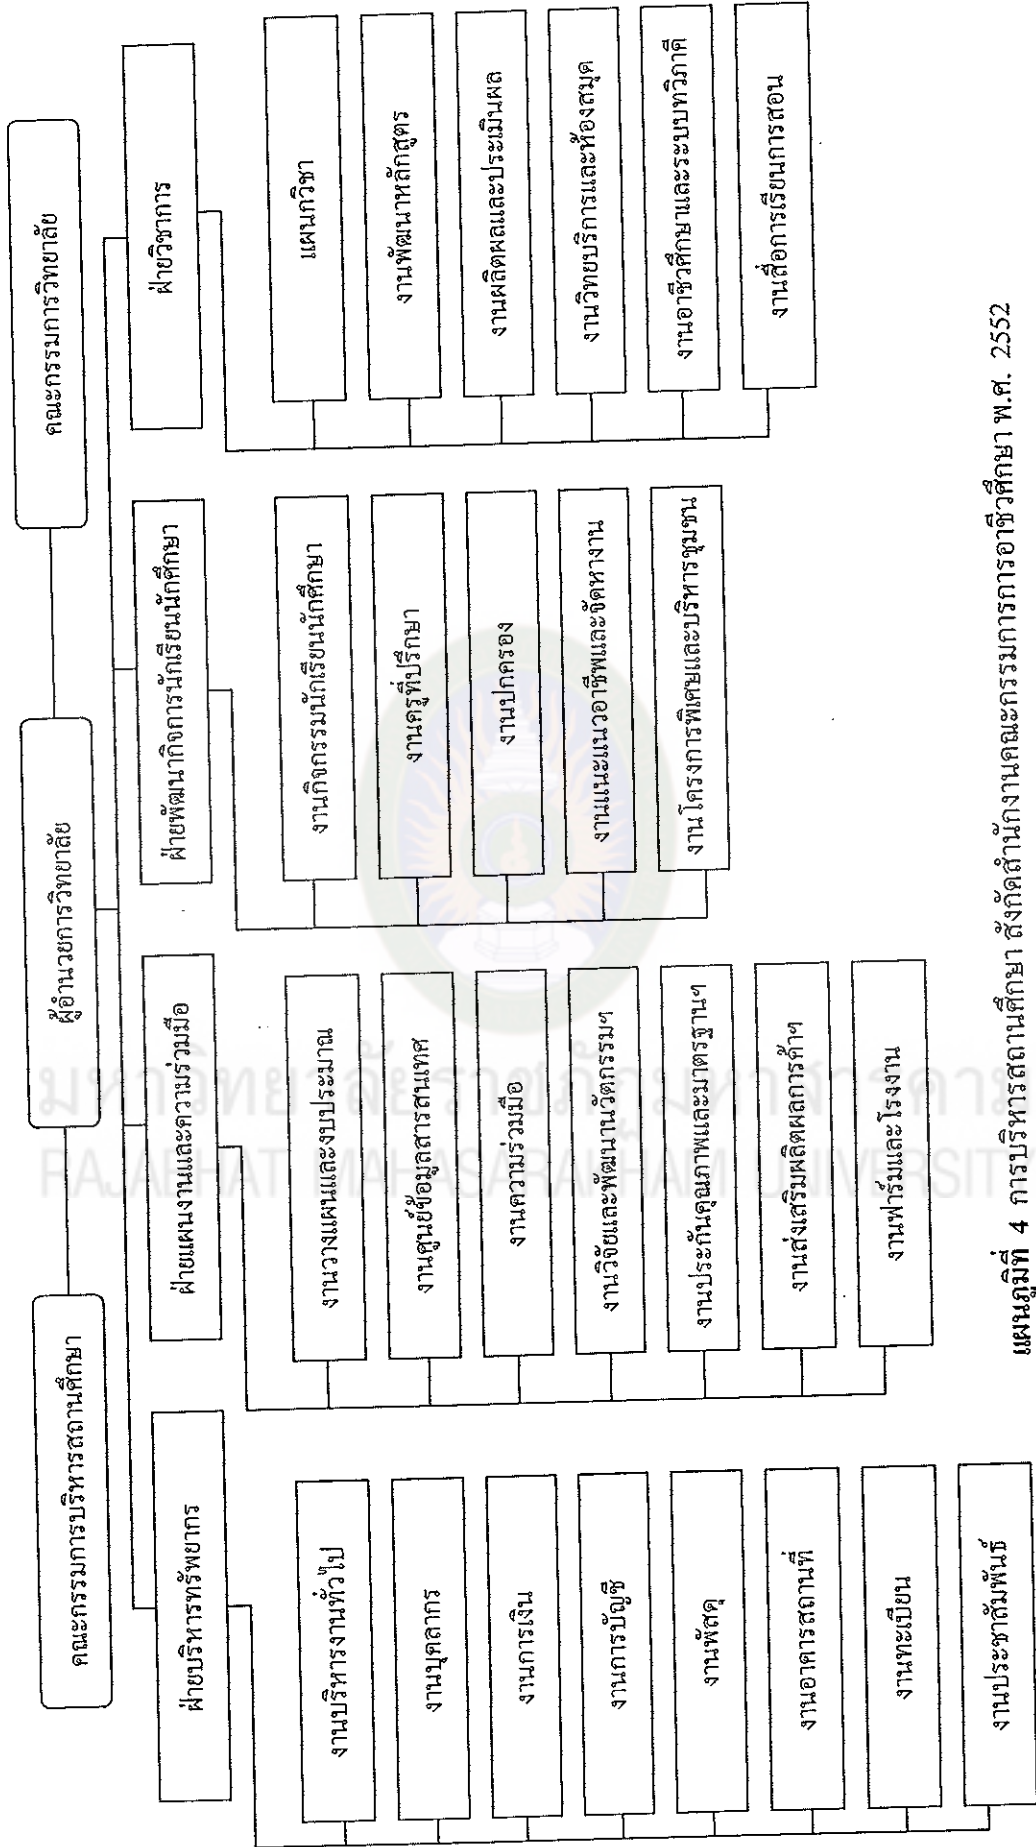 คณะกรรมการบริหารสถานศึกษา
ผู้อำนวยการวิทยาลัย
คณะกรรมการวิทยาลัย
ฝ่ายบริหารทรัพยากร
งานบริหารงานทั่วไป
งานบุคลากร
งานการเงิน
งานการบัญชี
งานพัสดุ
งานอาคารสถานที่
งานทะเบียน
งานประชาสัมพันธ์
ฝ่ายแผนงานและความร่วมมือ
งานวางแผนและงบประมาณ
งานศูนย์ข้อมูลสารสนเทศ
งานความร่วมมือ
งานวิจัยและพัฒนานวัตกรรมฯ
งานประกันคุณภาพและมาตรฐานฯ
งานส่งเสริมผลิตผลการค้าฯ
งานฟาร์มและโรงงาน
ฝ่ายพัฒนากิจการนักเรียนนักศึกษา
งานกิจกรรมนักเรียนนักศึกษา
งานครูที่ปรึกษา
งานปกครอง
งานแนะแนวอาชีพและจัดหางาน
งานโครงการพิเศษและบริหารชุมชน
ฝ่ายวิชาการ
แผนกวิชา
งานพัฒนาหลักสูตร
งานผลิตผลและประเมินผล
งานวิทยบริการและห้องสมุด
งานอาชีวศึกษาและระบบทวิภาคี
งานสื่อการเรียนการสอน
แผนภูมิที่ 4 การบริหารสถานศึกษา สังกัดสำนักงานคณะกรรมการการอาชีวศึกษา พ.ศ. 2552
มหาวิทยาลัยราชภัฏมหาสารคาม
RAJABHAT MAHASARAKHAM UNIVERSITY